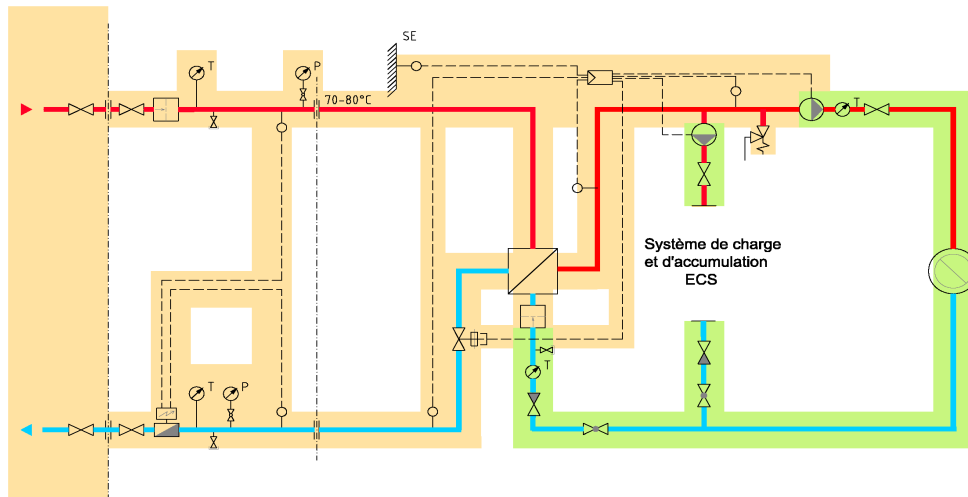 SE
T
P
70-80°C
T
Système de charge
et d'accumulation
ECS
T
T
P